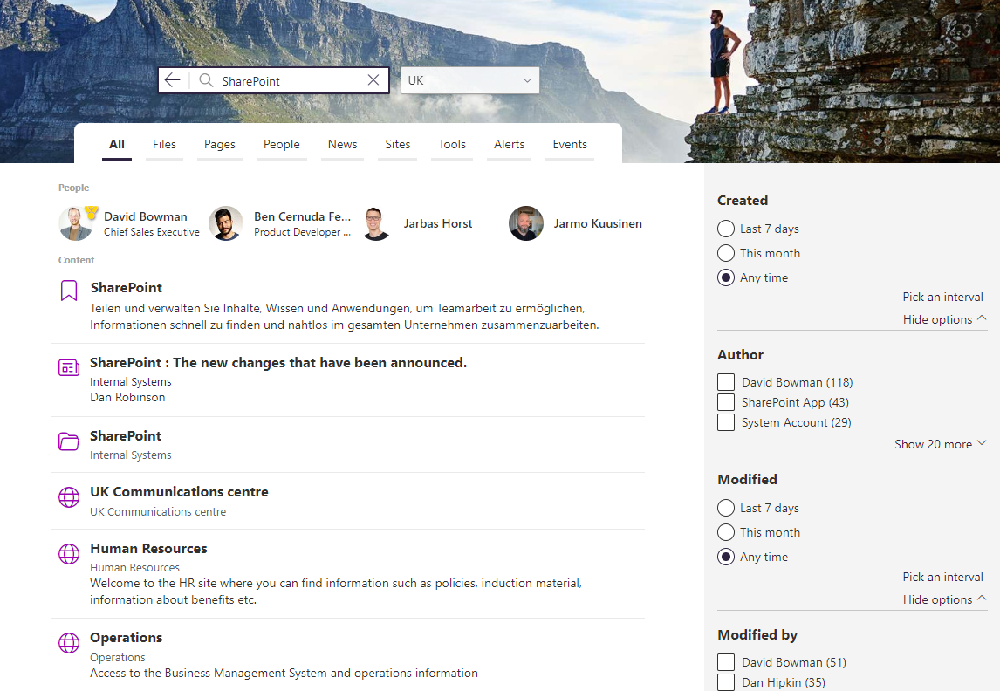 SharePoint
UK
All Files Pages People News Sites Tools Alerts Events
People
David Bowman
Chief Sales Executive
Ben Cernuda Fe...
Product Developer ...
Jarbas Horst
Jarmo Kuusinen
Content
SharePoint
Teilen und verwalten Sie Inhalte, Wissen und Anwendungen, um Teamarbeit zu ermöglichen,
Informationen schnell zu finden und nahtlos im gesamten Unternehmen zusammenzuarbeiten.
SharePoint : The new changes that have been announced.
Internal Systems
Dan Robinson
SharePoint
Internal Systems
UK Communications centre
UK Communications centre
Human Resources
Human Resources
Welcome to the HR site where you can find information such as policies, induction material,
information about benefits etc.
Operations
Operations
Access to the Business Management System and operations information
Created
Last 7 days
This month
Any time
Pick an interval
Hide options
Author
David Bowman (118)
SharePoint App (43)
System Account (29)
Show 20 more
Modified
Last 7 days
This month
Any time
Pick an interval
Hide options
Modified by
David Bowman (51)
Dan Hipkin (35)